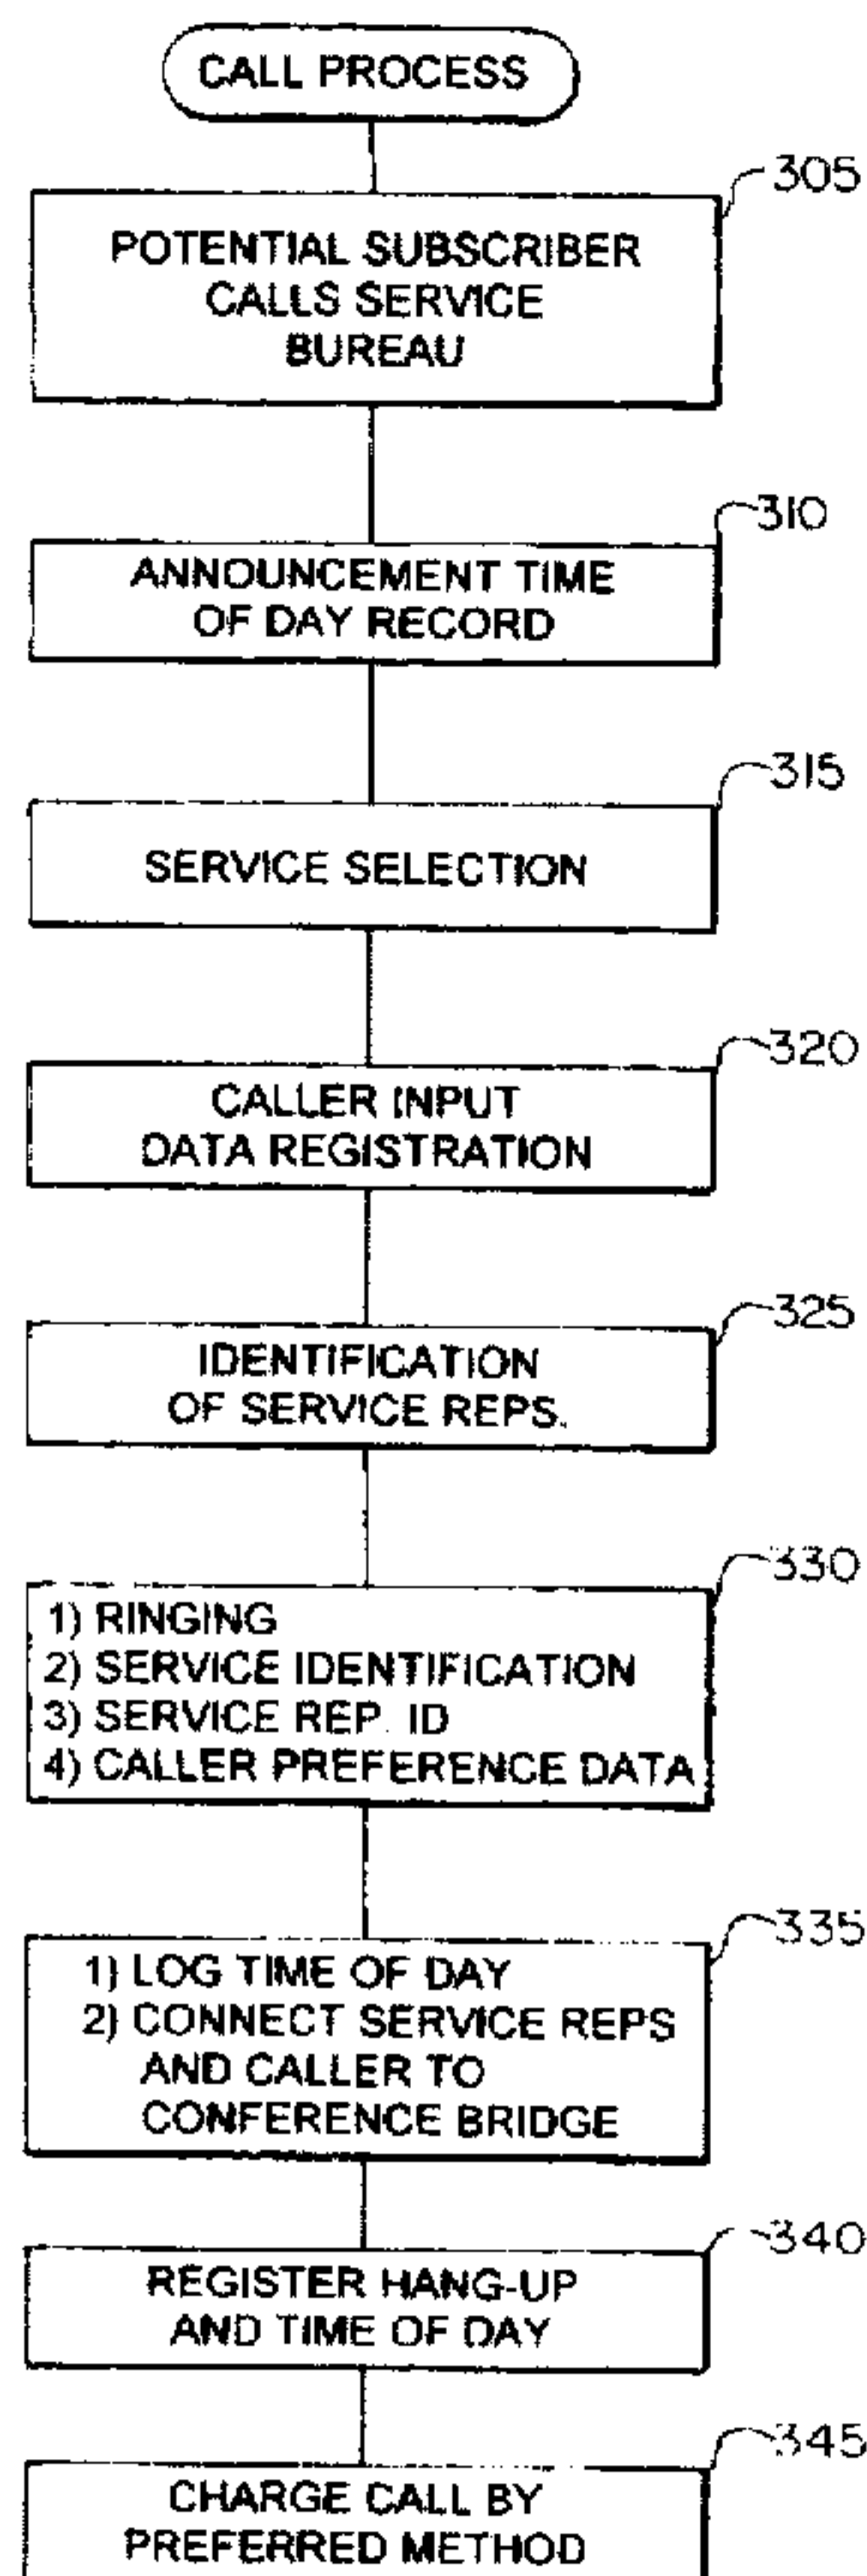 CALL PROCESS
305
POTENTIAL SUBSCRIBER
CALLS SERVICE
BUREAU
310
ANNOUNCEMENT TIME
OF DAY RECORD
315
SERVICE SELECTION
320
CALLER INPUT
DATA REGISTRATION
325
IDENTIFICATION
OF SERVICE REPS.
330
1) RINGING
2) SERVICE IDENTIFICATION
3) SERVICE REP. ID
4) CALLER PREFERENCE DATA
335
1) LOG TIME OF DAY
2) CONNECT SERVICE REPS
AND CALLER TO
CONFERENCE BRIDGE
340
REGISTER HANG-UP
AND TIME OF DAY
345
CHARGE CALL BY
PREFERRED METHOD